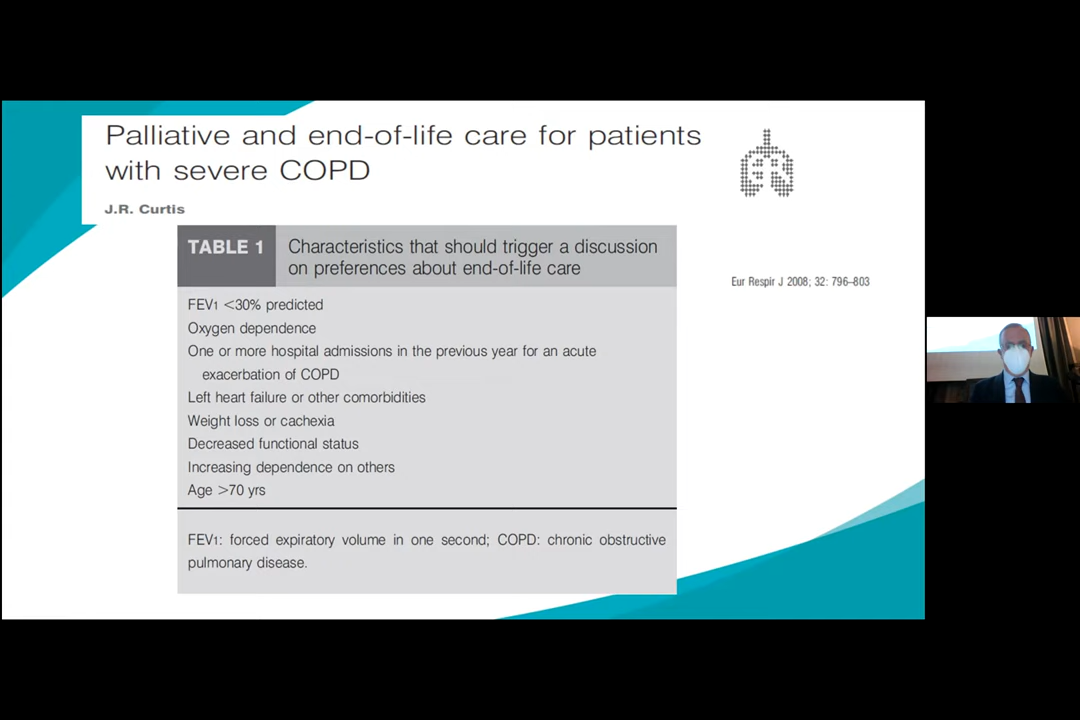 Palliative and end-of-life care for patients
with severe COPD
J.R. Curtis
TABLE 1
Characteristics that should trigger a discussion
on preferences about end-of-life care
Eur Respir J 2008; 32: 796–803
FEV1 <30% predicted
Oxygen dependence
One or more hospital admissions in the previous year for an acute
exacerbation of COPD
Left heart failure or other comorbidities
Weight loss or cachexia
Decreased functional status
Increasing dependence on others
Age >70 yrs
FEV1: forced expiratory volume in one second; COPD: chronic obstructive
pulmonary disease.